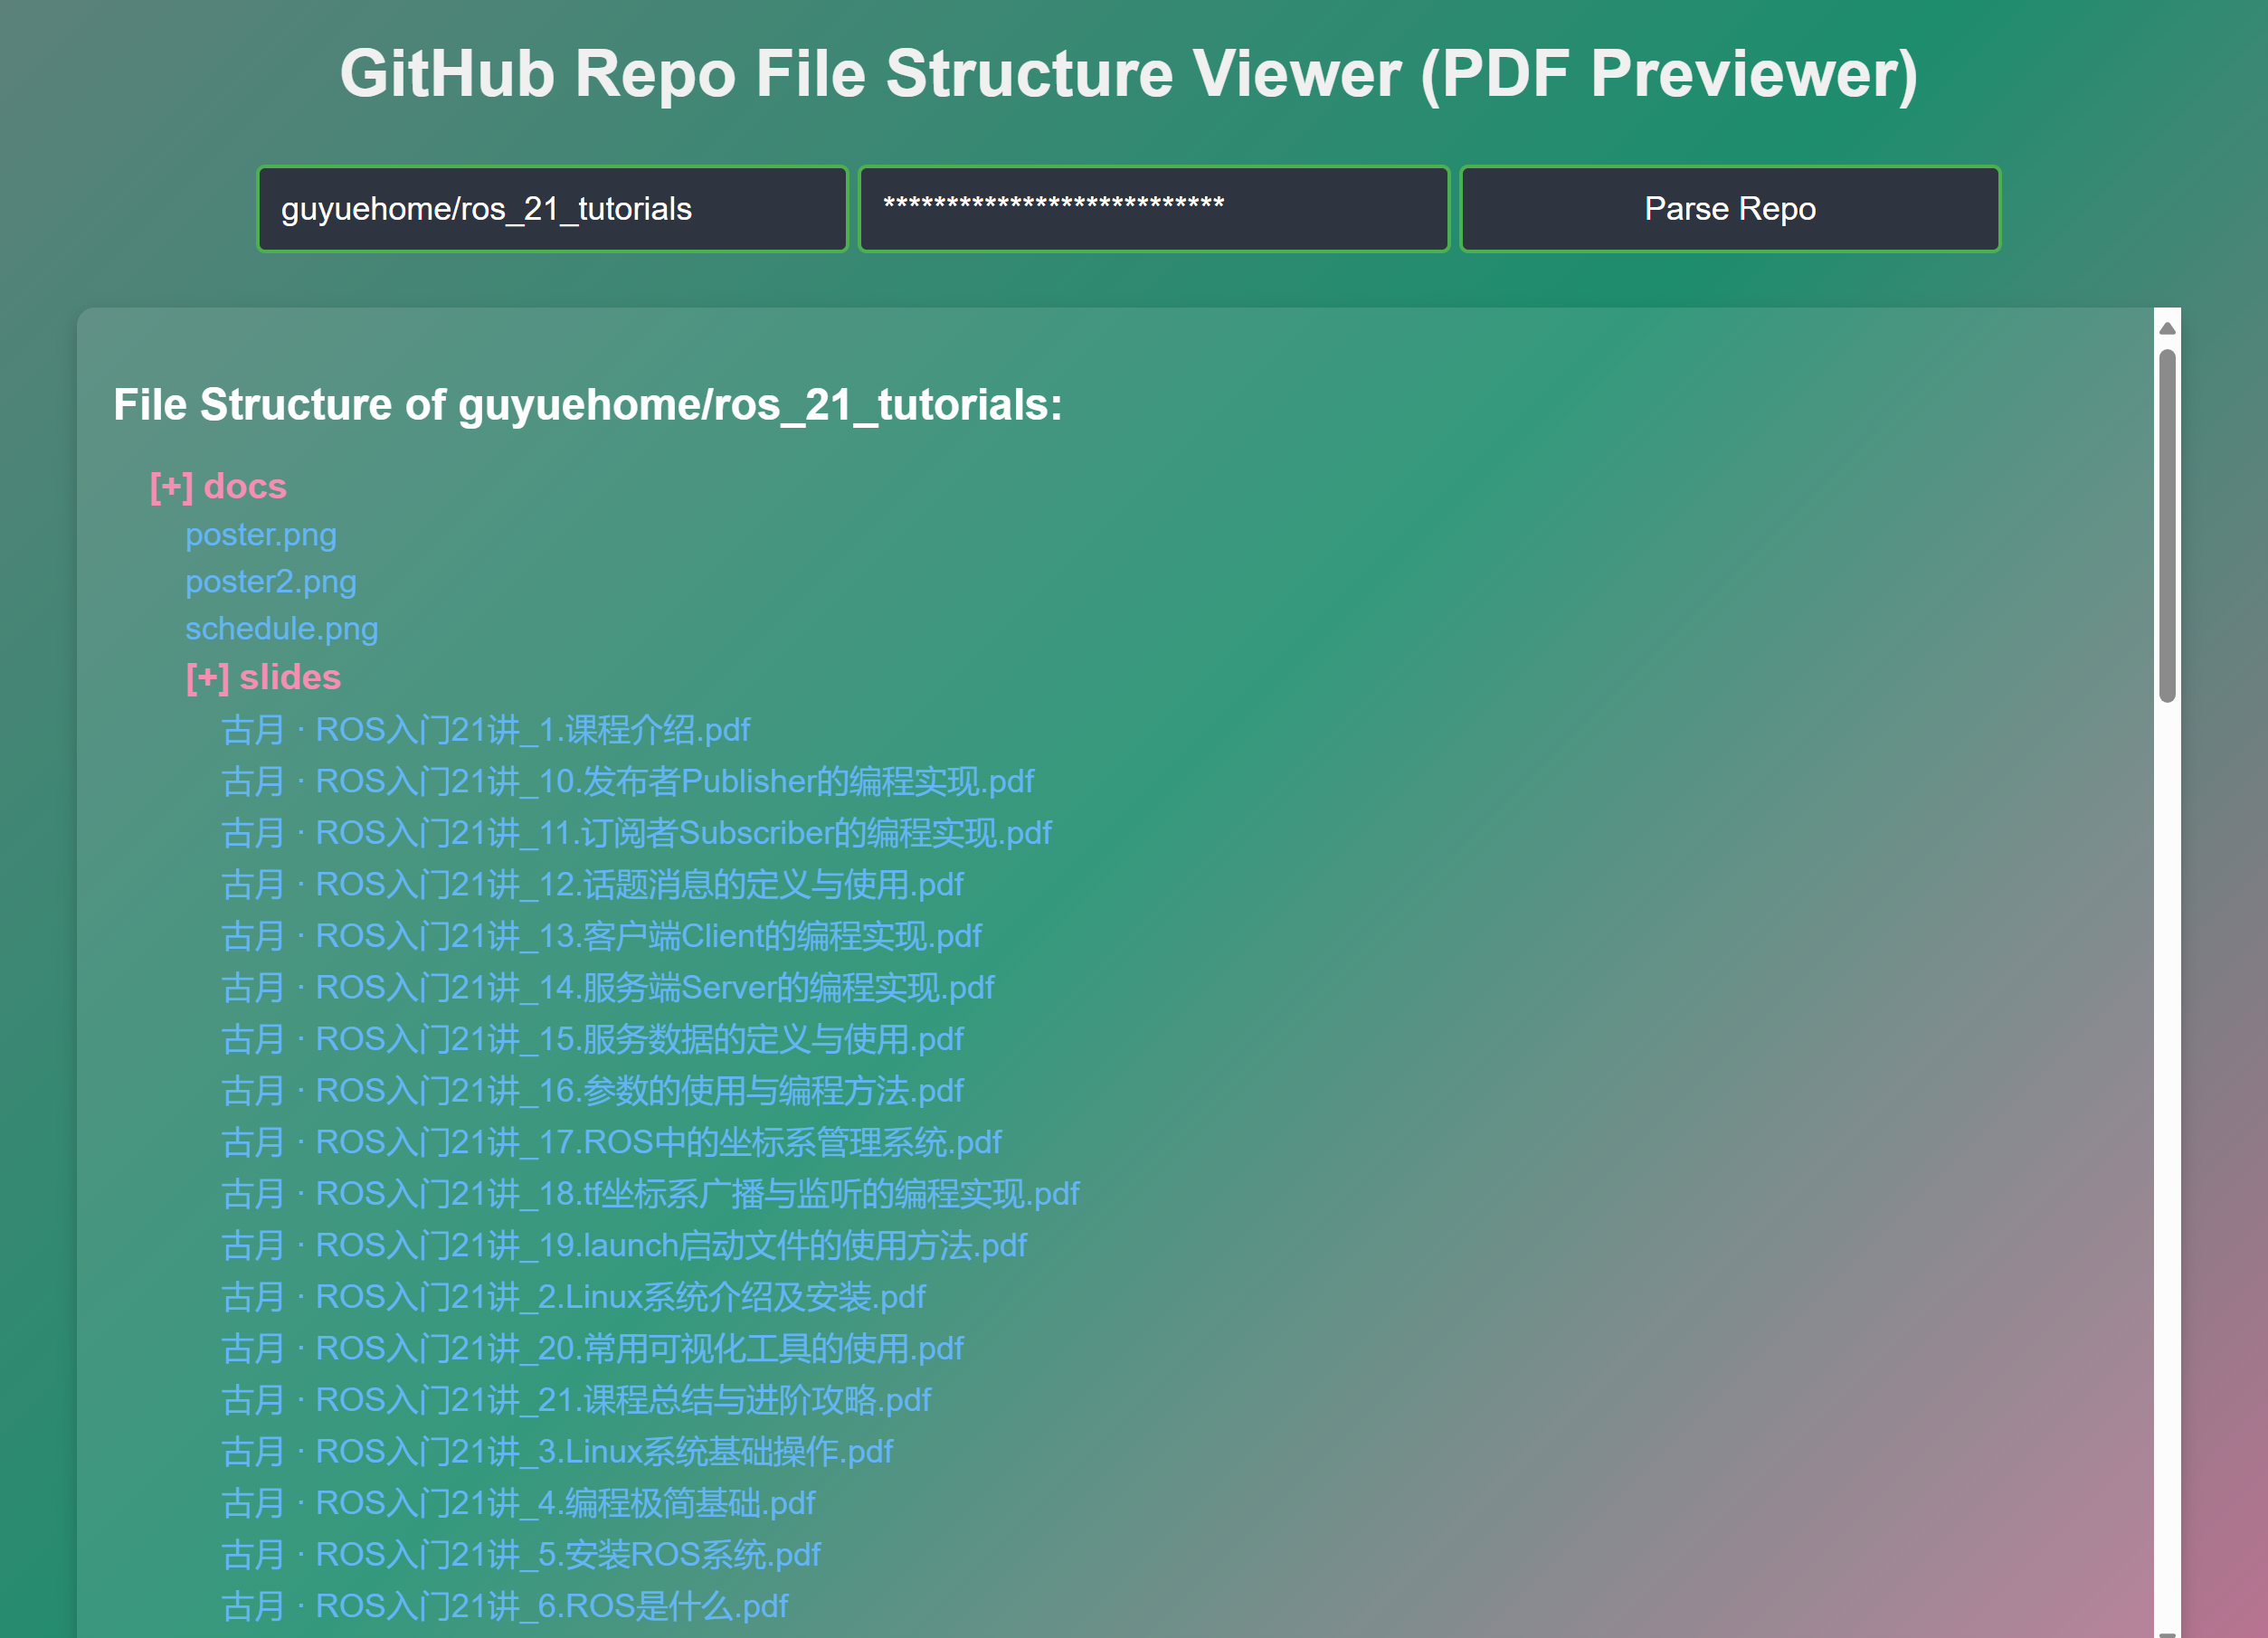 GitHub Repo File Structure Viewer (PDF Previewer)
guyuehome/ros_21_tutorials
***************************
Parse Repo
File Structure of guyuehome/ros_21_tutorials:
[+] docs
poster.png
poster2.png
schedule.png
[+] slides
古月 · ROS入门21讲_1.课程介绍.pdf
古月 · ROS入门21讲_10.发布者Publisher的编程实现.pdf
古月 · ROS入门21讲_11.订阅者Subscriber的编程实现.pdf
古月 · ROS入门21讲_12.话题消息的定义与使用.pdf
古月 · ROS入门21讲_13.客户端Client的编程实现.pdf
古月 · ROS入门21讲_14.服务端Server的编程实现.pdf
古月 · ROS入门21讲_15.服务数据的定义与使用.pdf
古月 · ROS入门21讲_16.参数的使用与编程方法.pdf
古月 · ROS入门21讲_17.ROS中的坐标系管理系统.pdf
古月 · ROS入门21讲_18.tf坐标系广播与监听的编程实现.pdf
古月 · ROS入门21讲_19.launch启动文件的使用方法.pdf
古月 · ROS入门21讲_2.Linux系统介绍及安装.pdf
古月 · ROS入门21讲_20.常用可视化工具的使用.pdf
古月 · ROS入门21讲_21.课程总结与进阶攻略.pdf
古月 · ROS入门21讲_3.Linux系统基础操作.pdf
古月 · ROS入门21讲_4.编程极简基础.pdf
古月 · ROS入门21讲_5.安装ROS系统.pdf
古月 · ROS入门21讲_6.ROS是什么.pdf